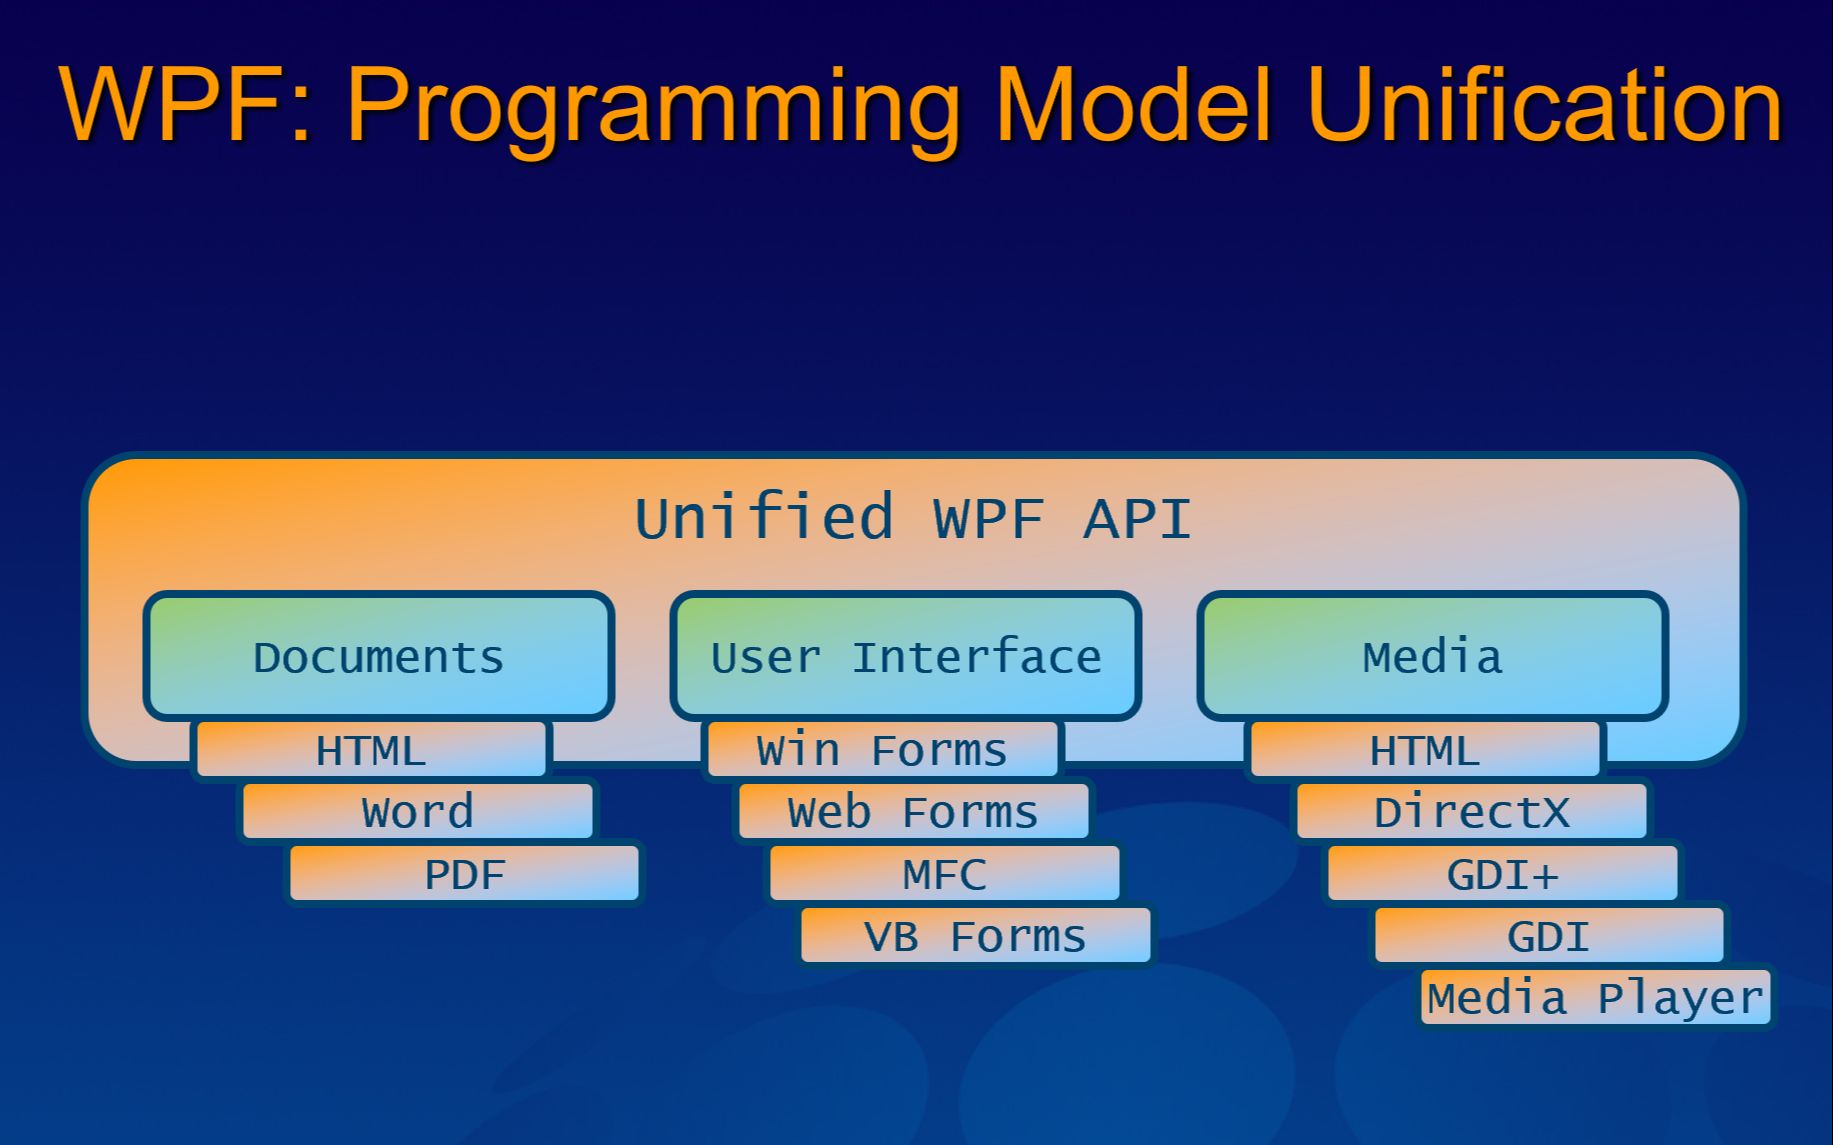 WPF: Programming Model Unification
Unified WPF API
Documents
HTML
Word
PDF
User Interface
Win Forms
Web Forms
MFC
VB Forms
Media
HTML
DirectX
GDI+
GDI
Media Player